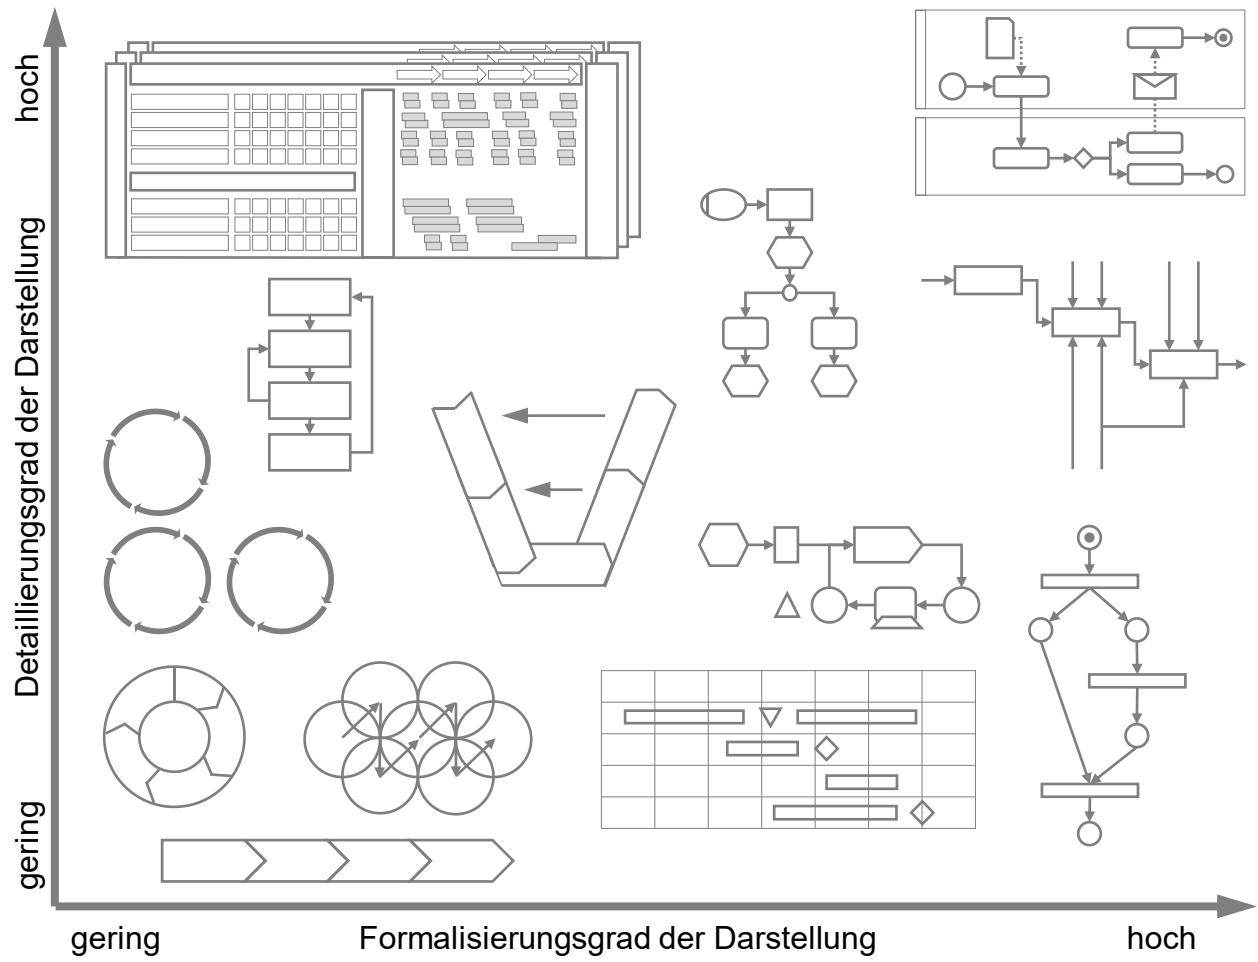 hoch
Detaillierungsgrad der Darstellung
gering
gering
Formalisierungsgrad der Darstellung
hoch